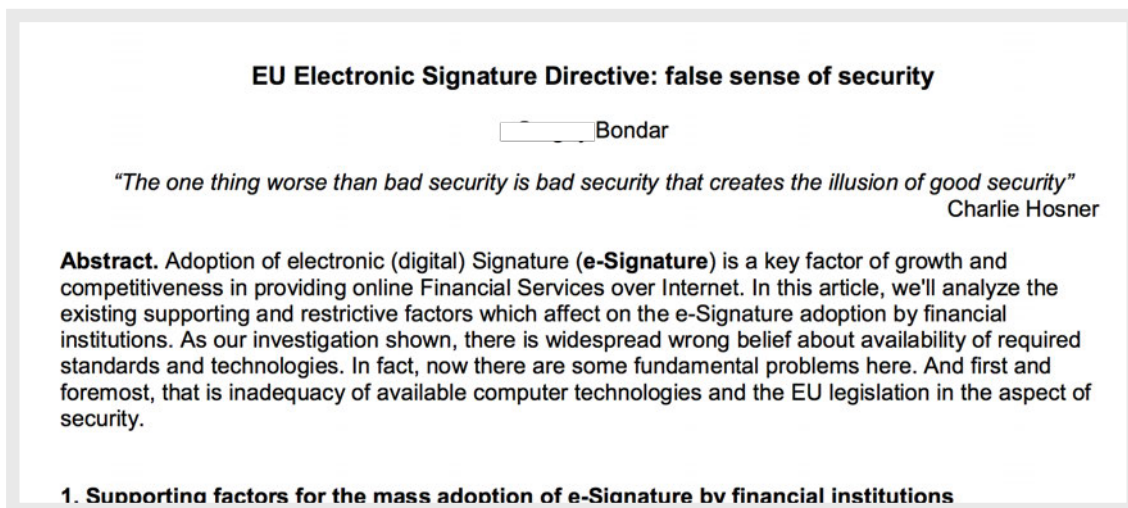 EU Electronic Signature Directive: false sense of security
Bondar
“The one thing worse than bad security is bad security that creates the illusion of good security”
Charlie Hosner
Abstract. Adoption of electronic (digital) Signature (e-Signature) is a key factor of growth and
competitiveness in providing online Financial Services over Internet. In this article, we'll analyze the
existing supporting and restrictive factors which affect on the e-Signature adoption by financial
institutions. As our investigation shown, there is widespread wrong belief about availability of required
standards and technologies. In fact, now there are some fundamental problems here. And first and
foremost, that is inadequacy of available computer technologies and the EU legislation in the aspect of
security.
1. Supporting factors for the mass adoption of e-Signature by financial institutions